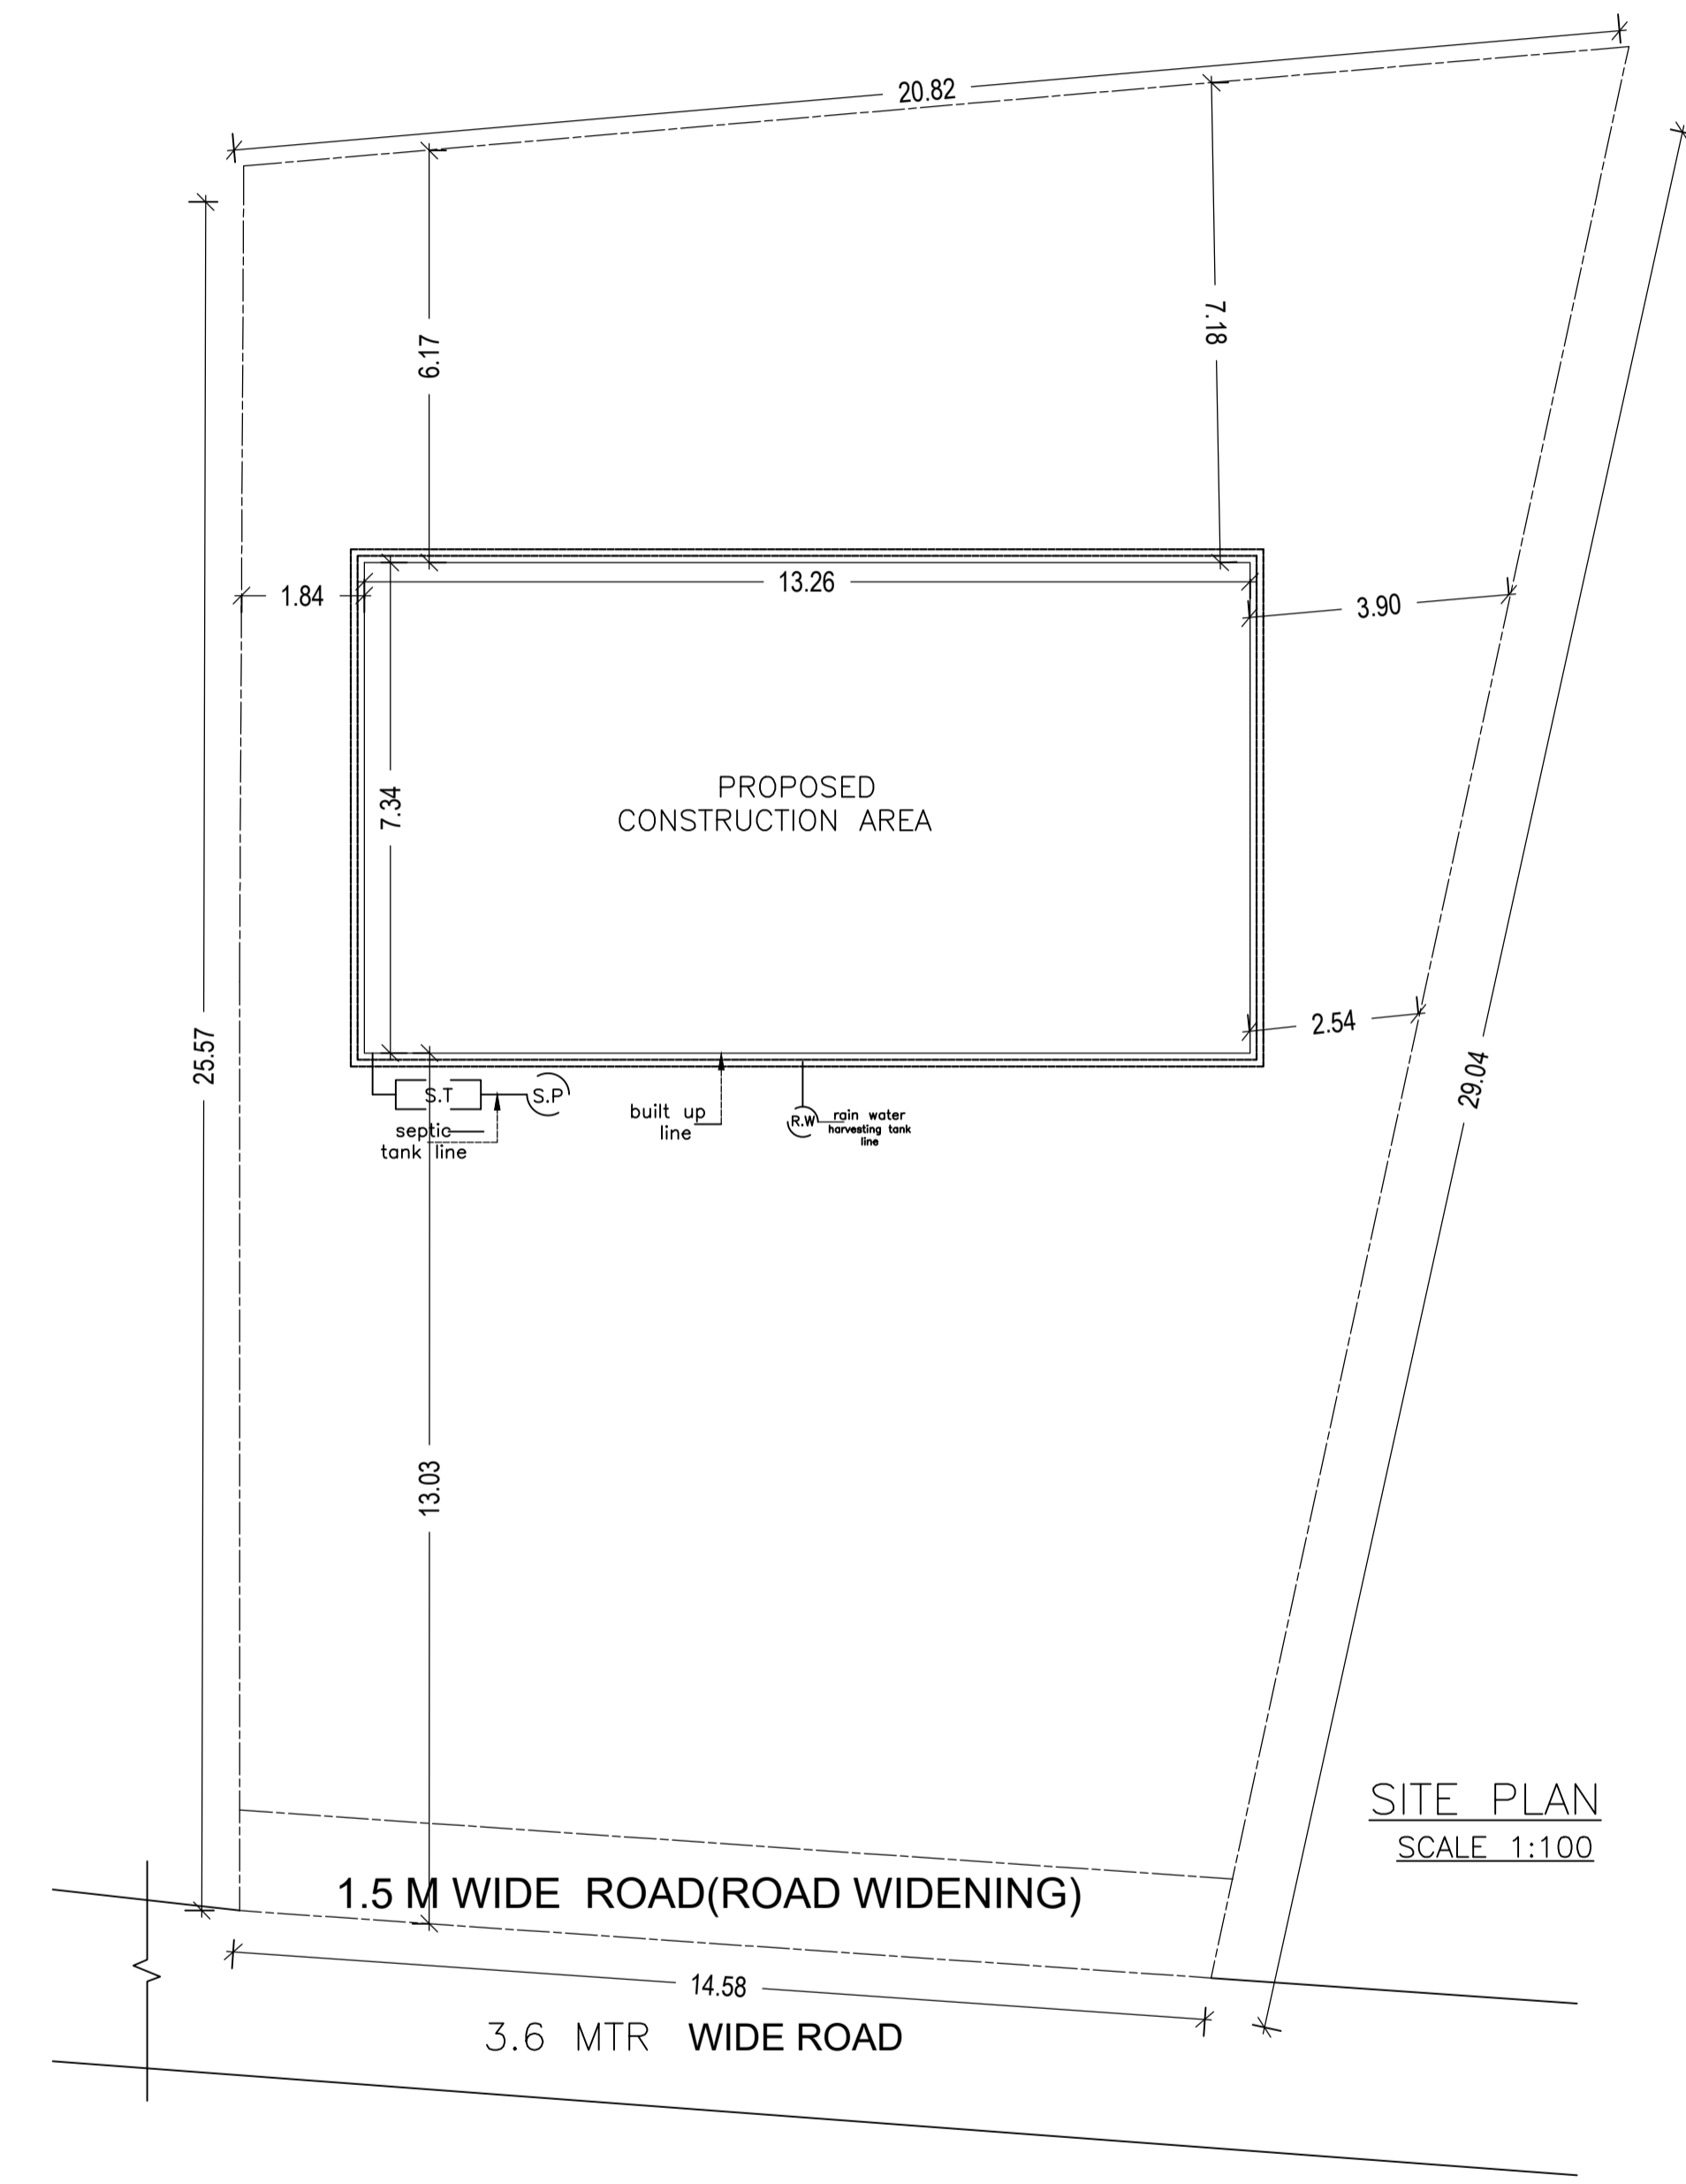 20.82
6.17
7.18
13.26
1.84
3.90
7.34
PROPOSED
CONSTRUCTION AREA
25.57
2.54
29.04
S.T
S.P
septic
tank line
built up
line
R.W
rain water
harvesting tank
line
13.03
SITE PLAN
SCALE 1:100
1.5 M WIDE ROAD(ROAD WIDENING)
14.58
3.6 MTR WIDE ROAD